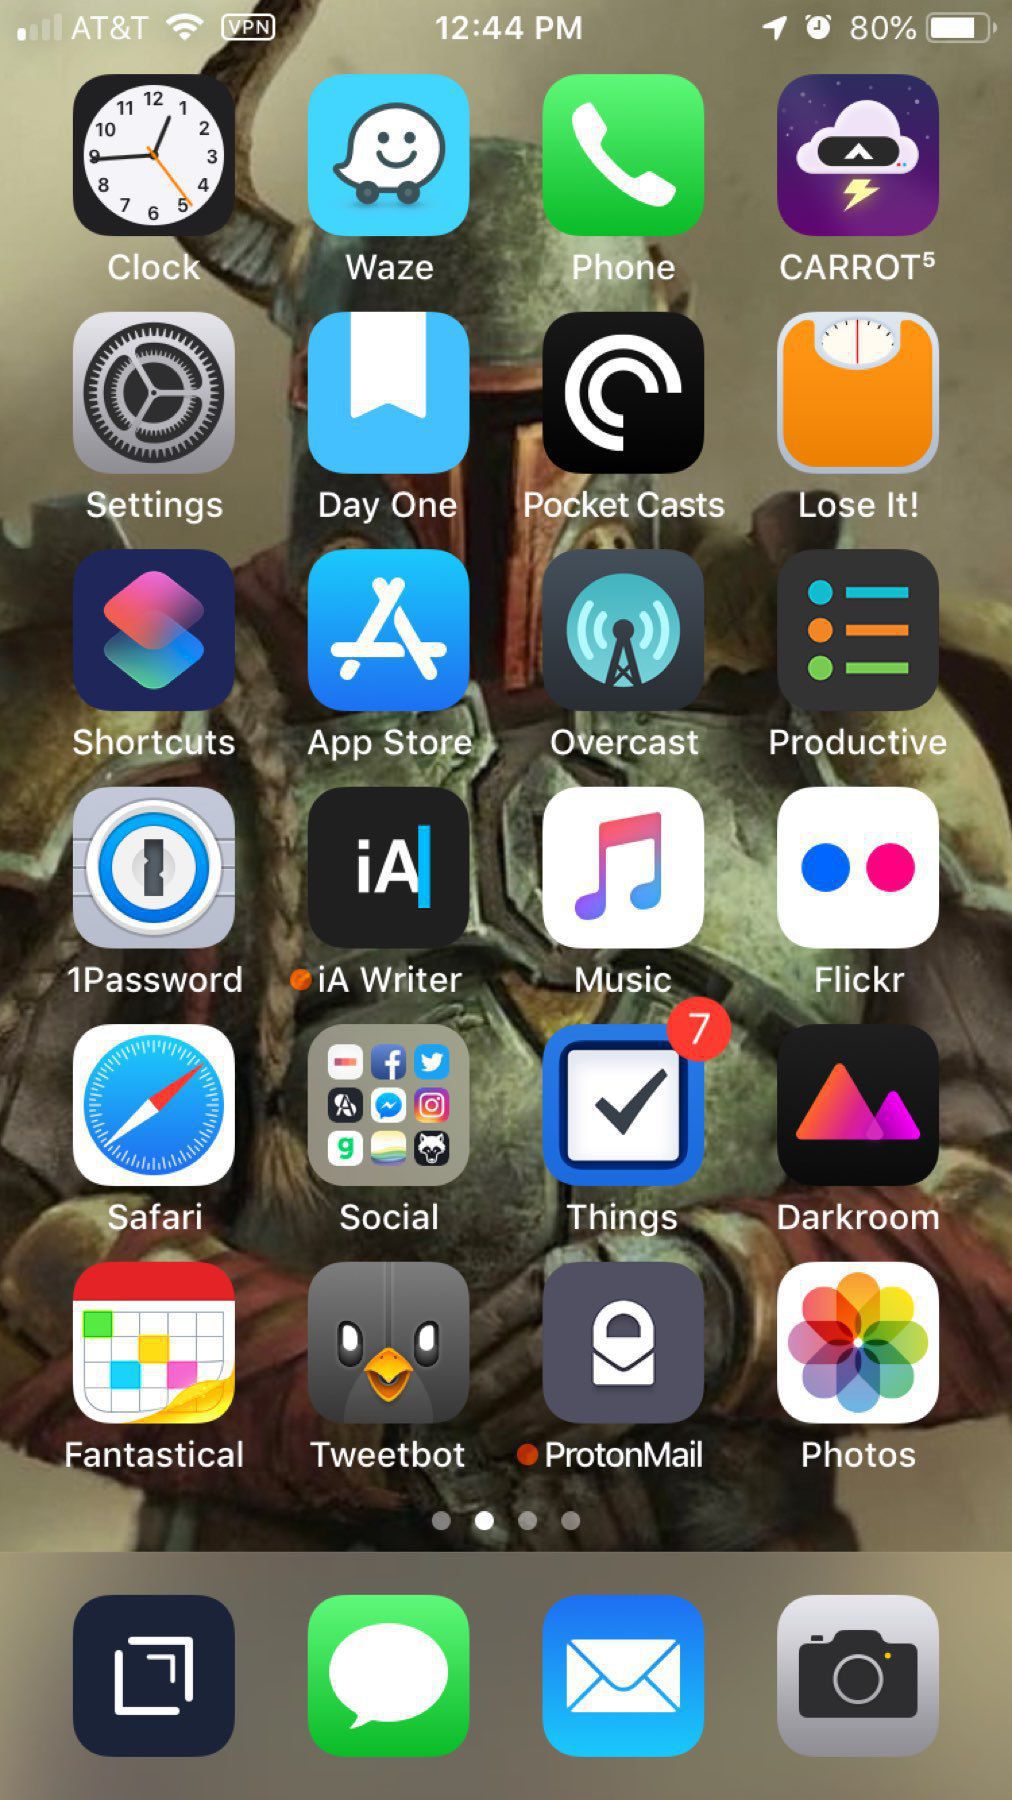 AT&T VPN 12:44 PM 80%
12
11 1
10 2
9 3
8 4
7 5
6
Clock Waze Phone CARROT⁵
Settings Day One Pocket Casts Lose It!
Shortcuts App Store Overcast Productive
iA
1Password iA Writer Music Flickr
7
Safari Social Things Darkroom
Fantastical Tweetbot ProtonMail Photos